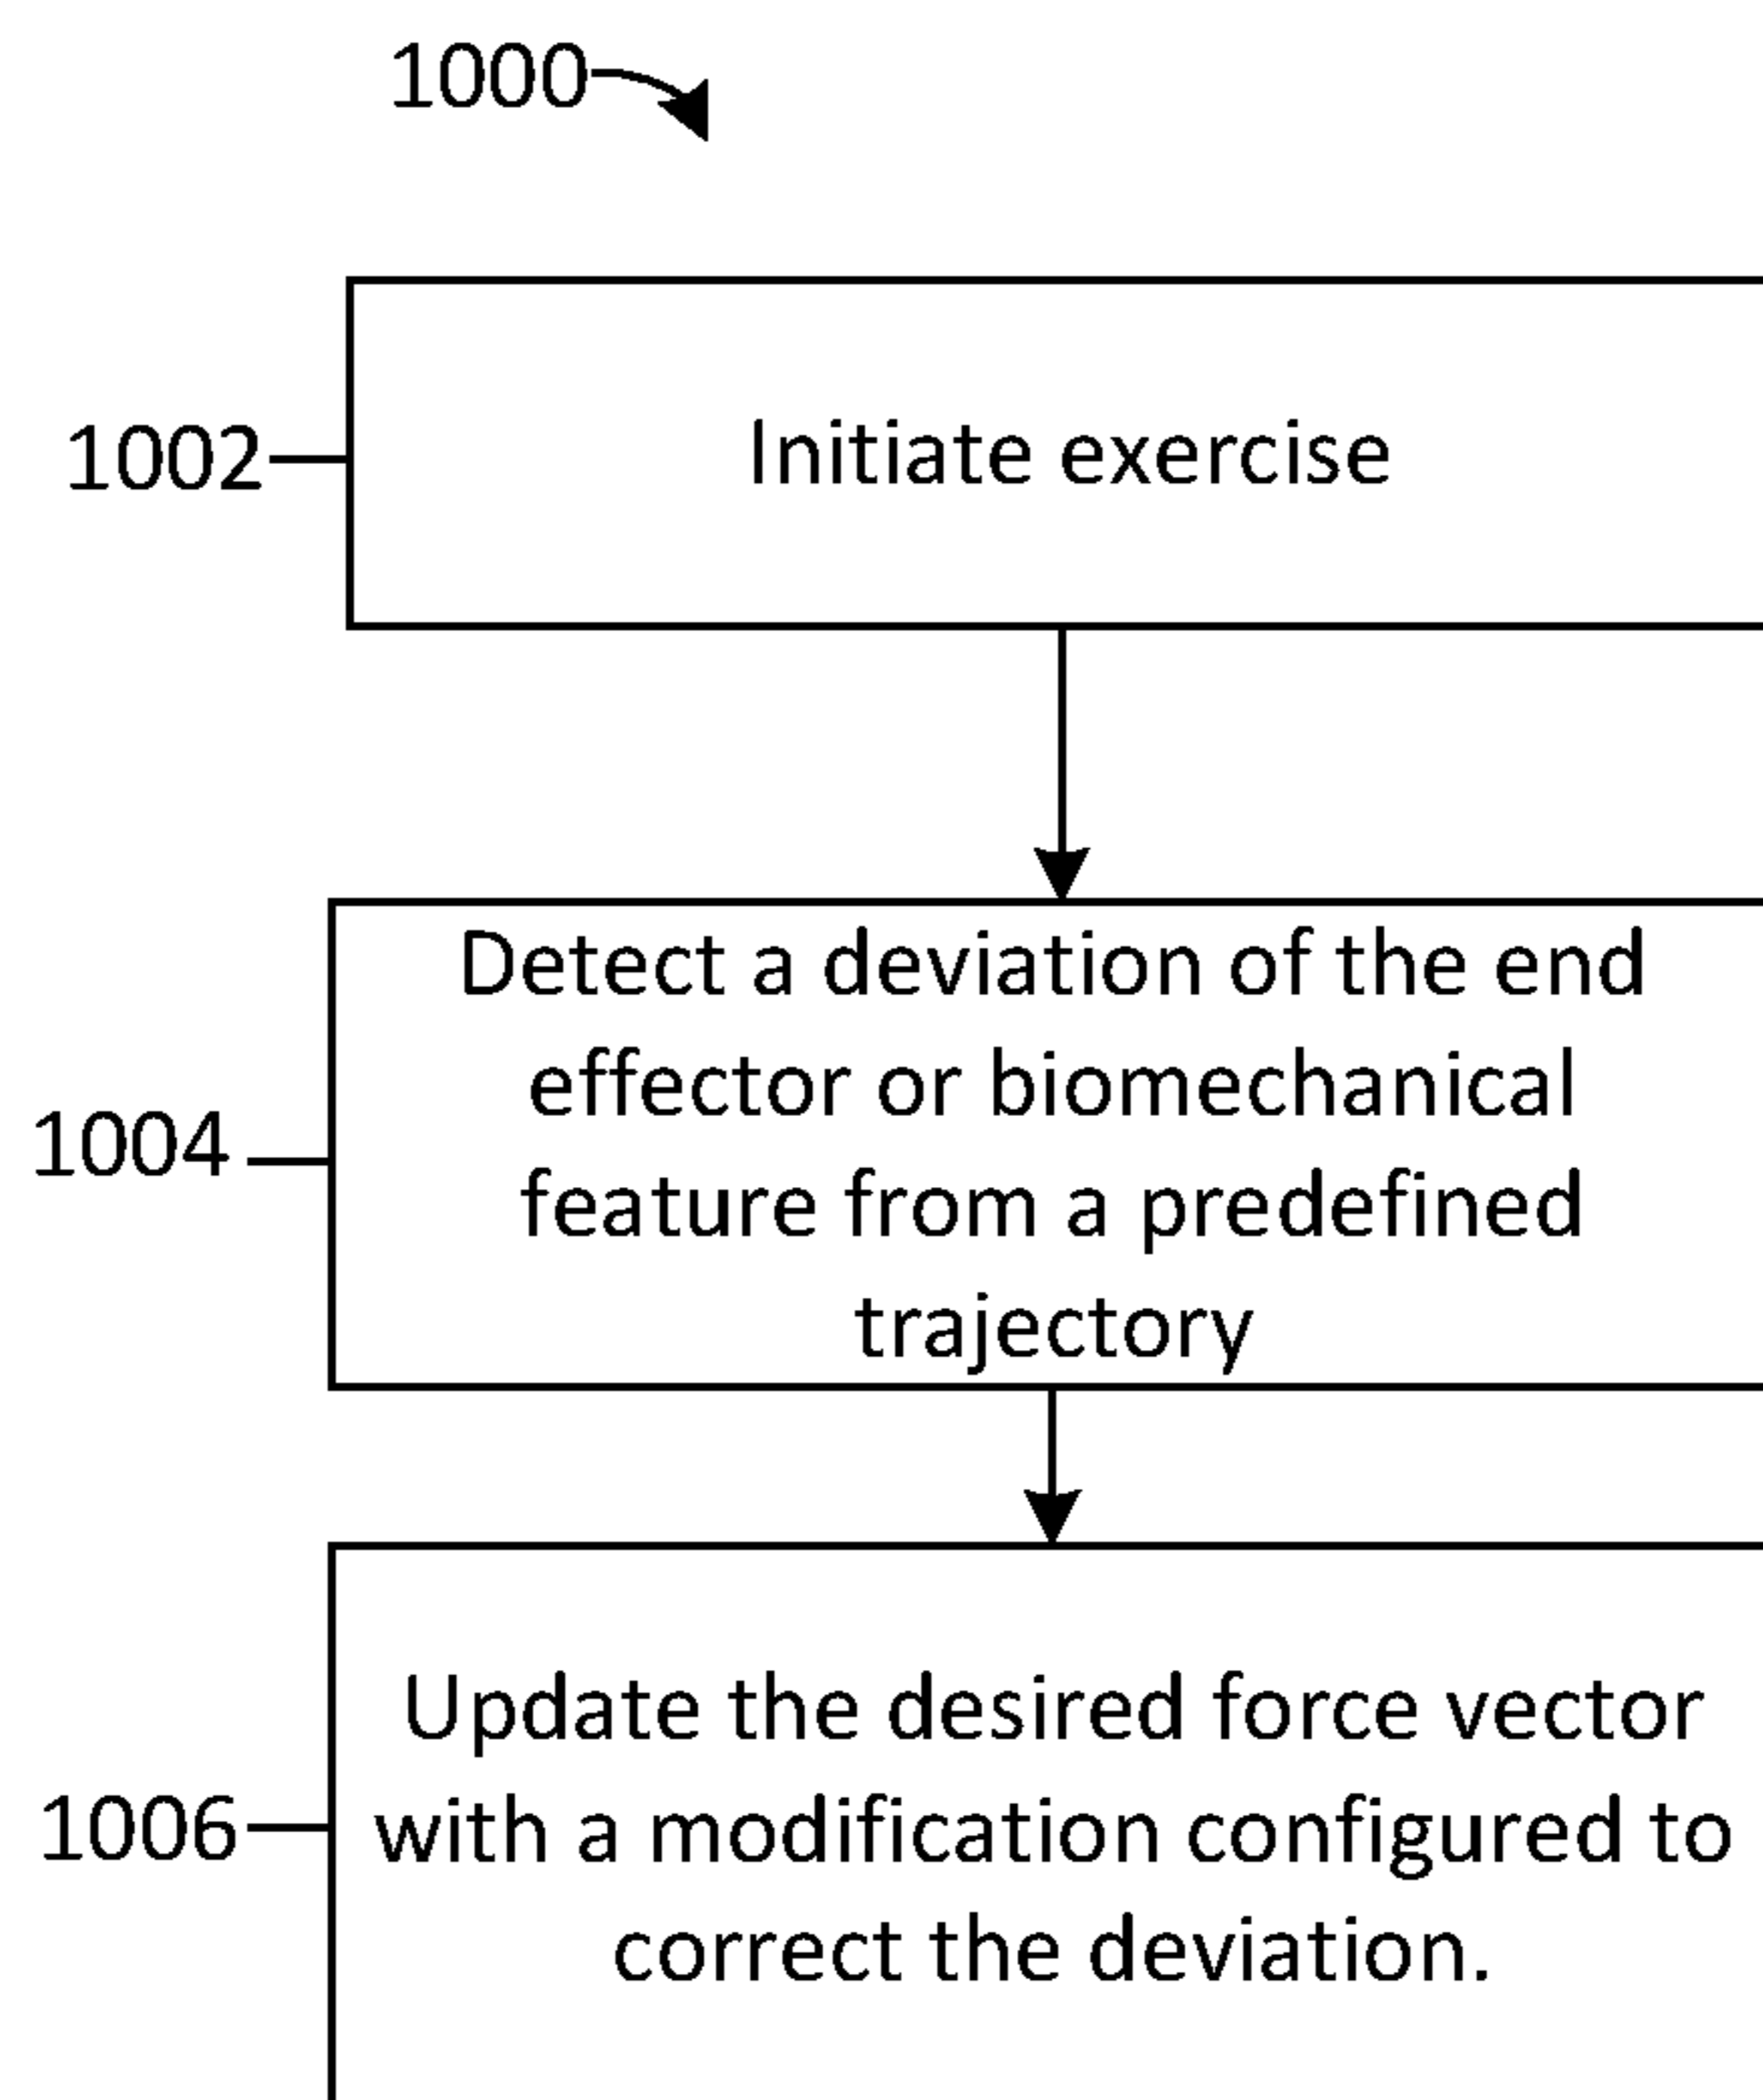 1000
1002
Initiate exercise
Detect a deviation of the end
effector or biomechanical
1004
feature from a predefined
trajectory
Update the desired force vector
1006
with a modification configured to
correct the deviation.